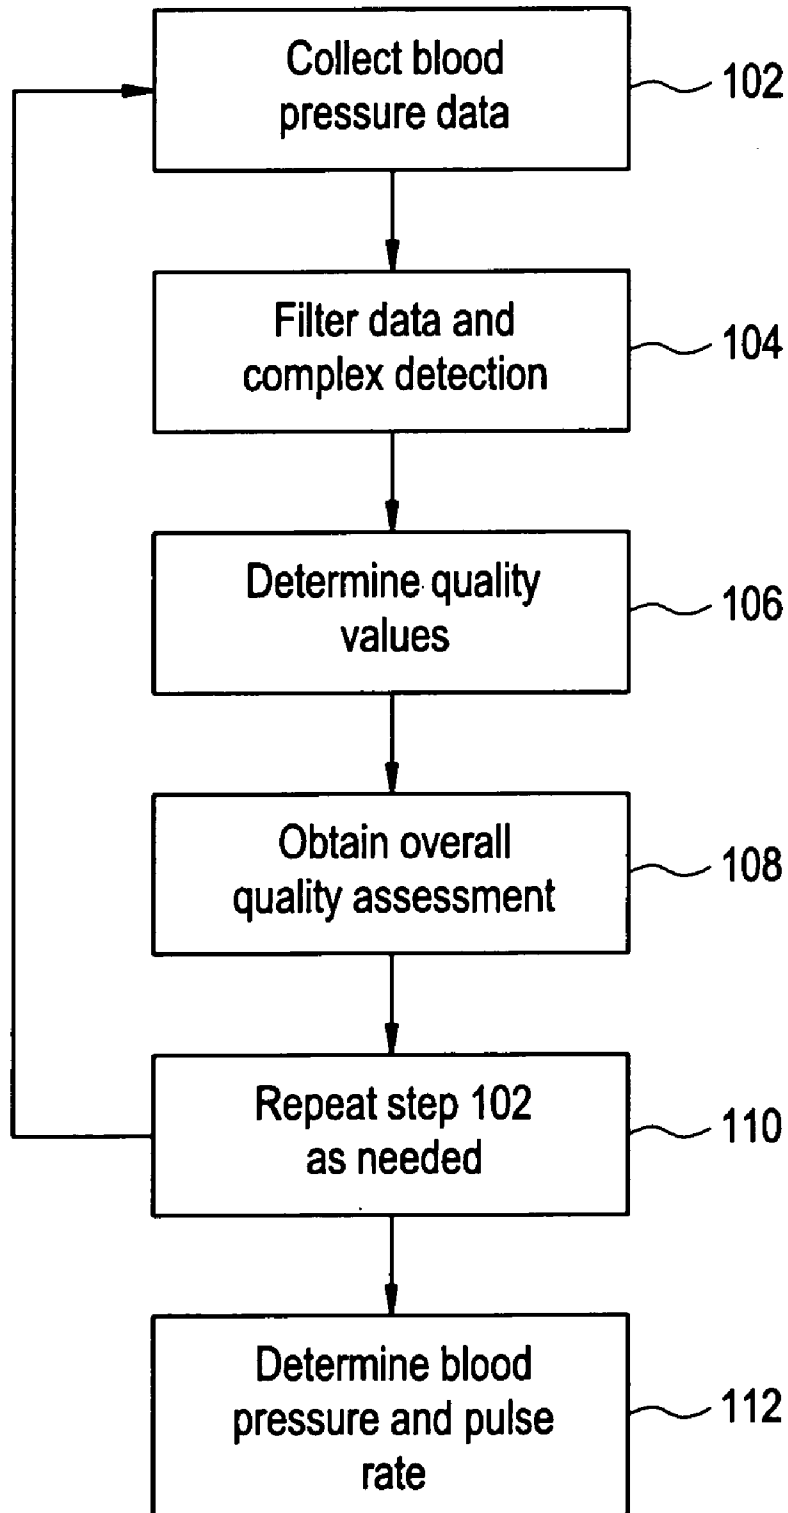 Collect blood
pressure data
102
Filter data and
complex detection
104
Determine quality
values
106
Obtain overall
quality assessment
108
Repeat step 102
as needed
110
Determine blood
pressure and pulse
rate
112